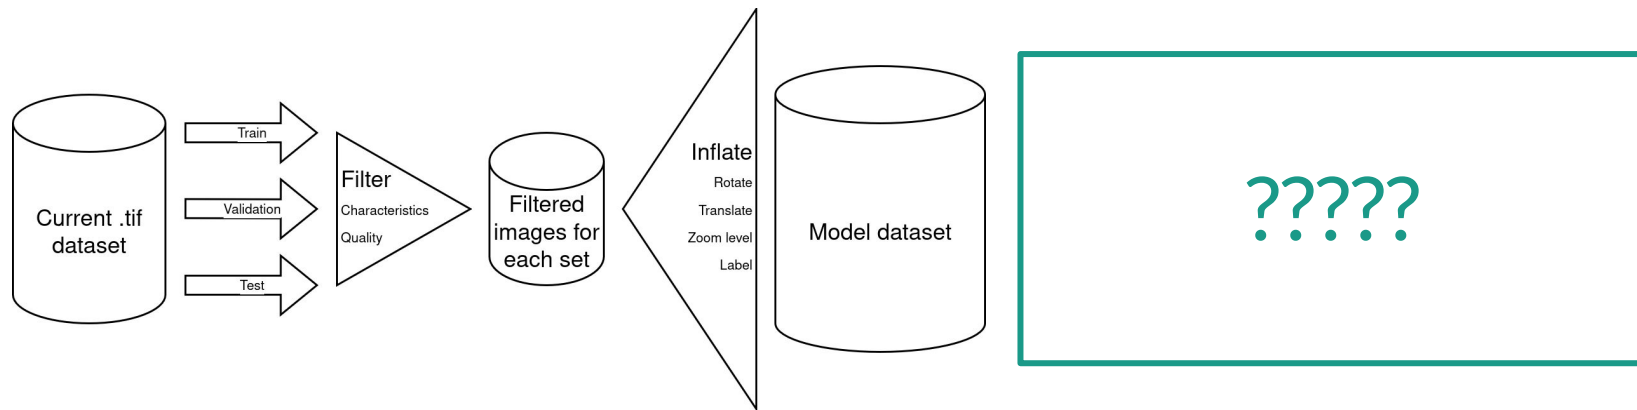 Current .tif
dataset
Train
Validation
Test
Filter
Characteristics
Quality
Filtered
images for
each set
Inflate
Rotate
Translate
Zoom level
Label
Model dataset
?????